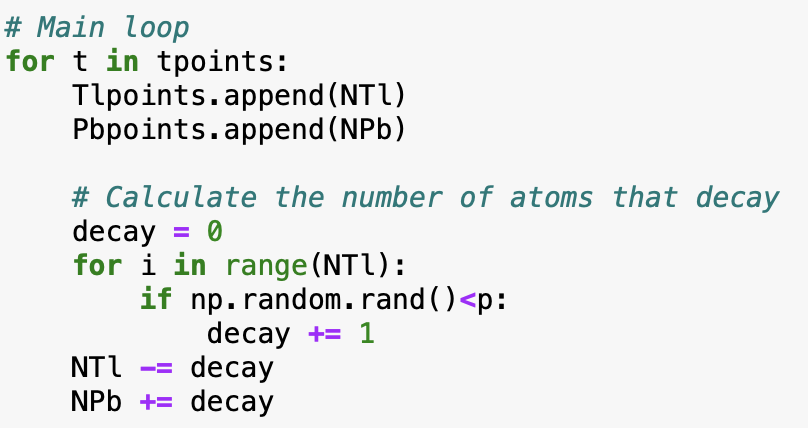 # Main loop
for t in tpoints:
    Tlpoints.append(NTl)
    Pbpoints.append(NPb)

    # Calculate the number of atoms that decay
    decay = 0
    for i in range(NTl):
        if np.random.rand()<p:
            decay += 1
    NTl -= decay
    NPb += decay